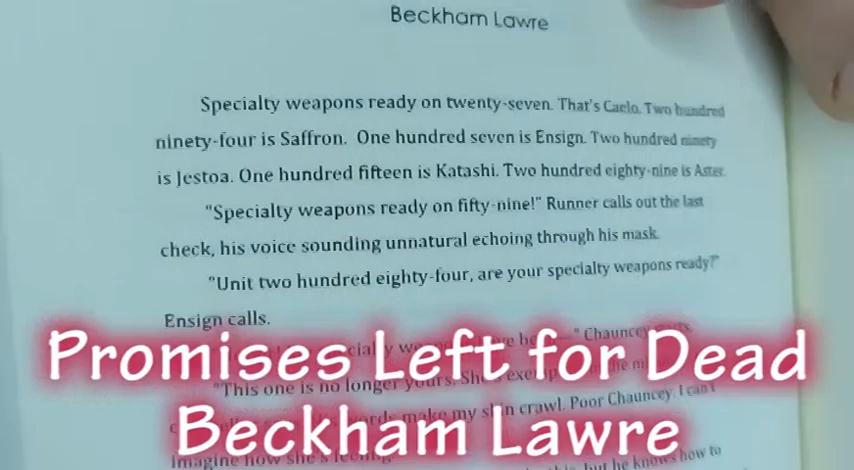 Beckham Lawre
Specialty weapons ready on twenty-seven. That's Caelo. Two hundred
ninety-four is Saffron. One hundred seven is Ensign. Two hundred ninety
is Jestoa. One hundred fifteen is Katashi. Two hundred eighty-nine is Aster.
"Specialty weapons ready on fifty-nine!" Runner calls out the last
check, his voice sounding unnatural echoing through his mask.
"Unit two hundred eighty-four, are your specialty weapons ready?"
Ensign calls.
Chauncey
Promises Left for Dead
"This one is no longer yours. She's
make my skin crawl. Poor Chauncey. I can't
Beckham Lawre
Imagine how she's
but he knows how to